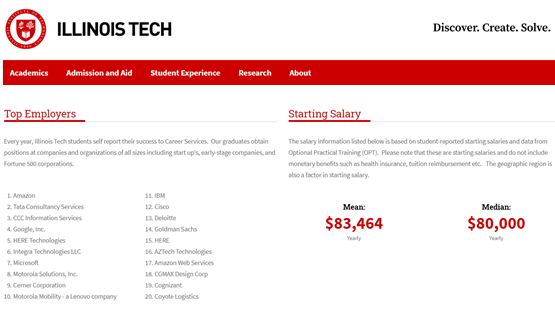 ILLINOIS TECH
Discover. Create. Solve.
Academics Admission and Aid Student Experience Research About
Top Employers
Every year, Illinois Tech students self report their success to Career Services. Our graduates obtain
positions at companies and organizations of all sizes including start up's, early-stage companies, and
Fortune 500 corporations.
1. Amazon
2. Tata Consultancy Services
3. CCC Information Services
4. Google, Inc.
5. HERE Technologies
6. Integra Technologies LLC
7. Microsoft
8. Motorola Solutions, Inc.
9. Cerner Corporation
10. Motorola Mobility - a Lenovo company
11. IBM
12. Cisco
13. Deloitte
14. Goldman Sachs
15. HERE
16. AZTech Technologies
17. Amazon Web Services
18. CGMAX Design Corp
19. Cognizant
20. Coyote Logistics
Starting Salary
The salary information listed below is based on student-reported starting salaries and data from
Optional Practical Training (OPT). Please note that these are starting salaries and do not include
monetary benefits such as health insurance, tuition reimbursement etc. The geographic region is
also a factor in starting salary.
Mean:
$83,464
Yearly
Median:
$80,000
Yearly